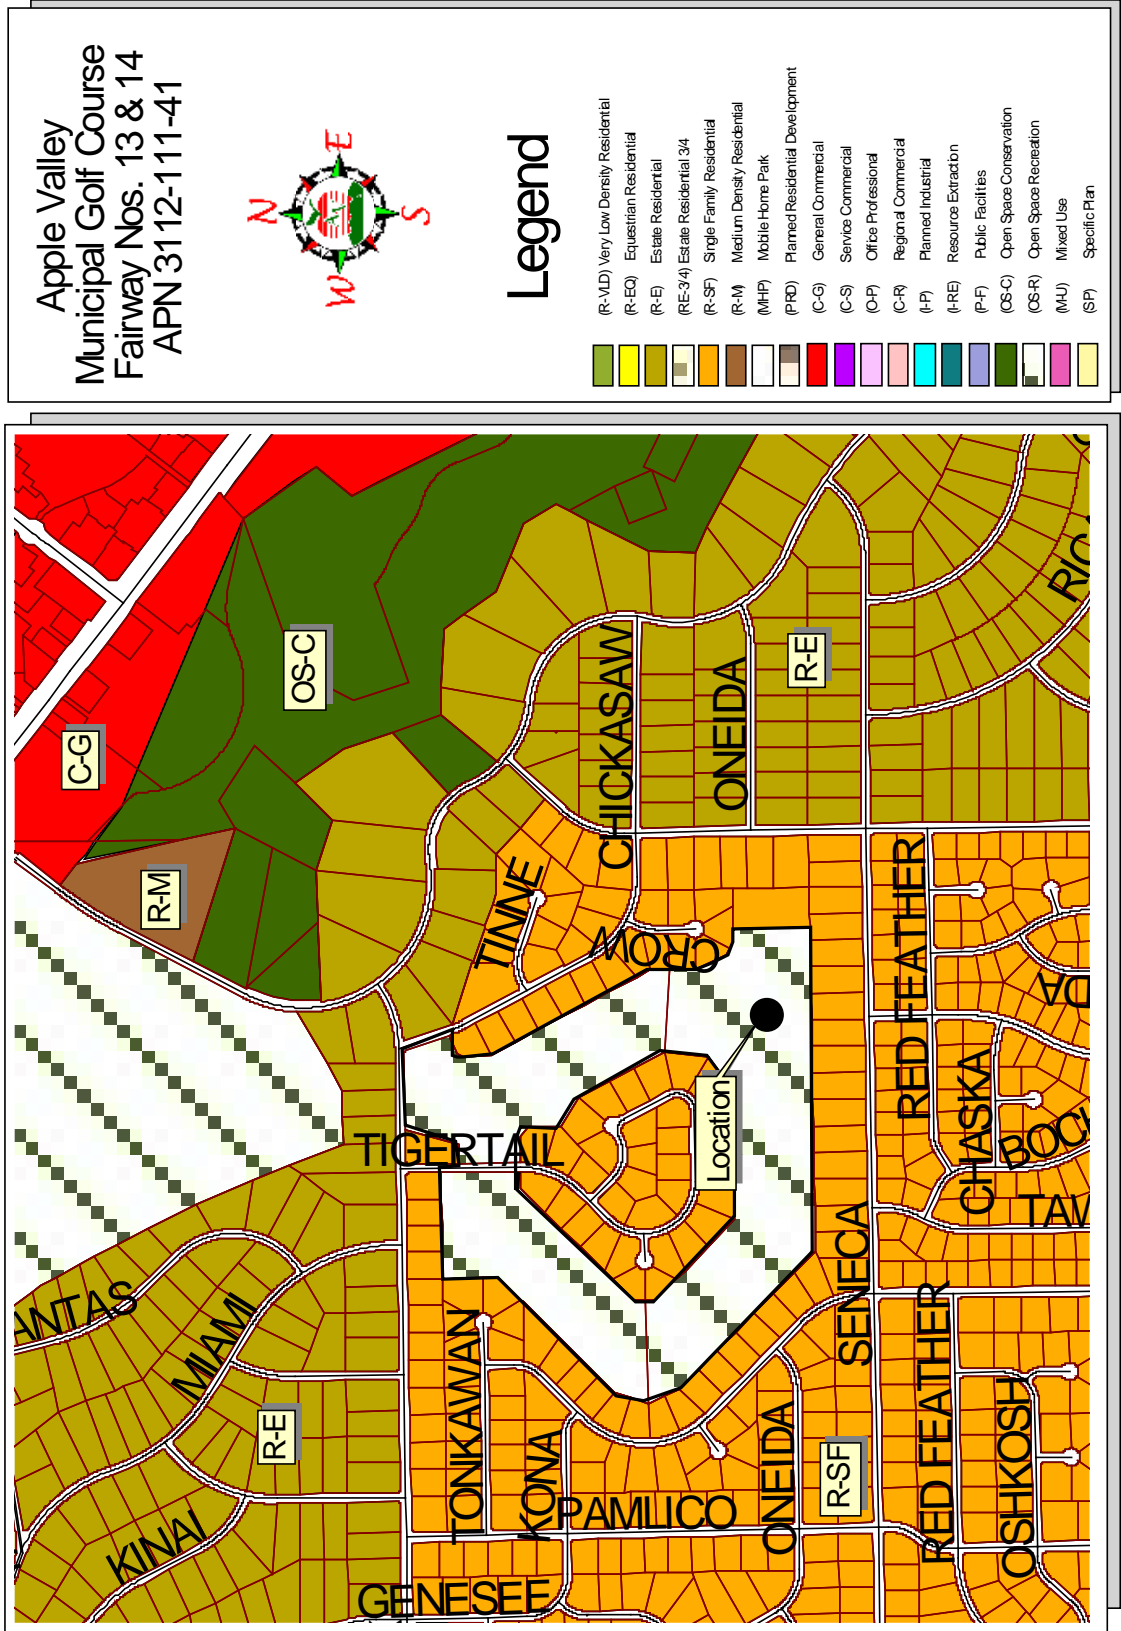 Apple Valley
Municipal Golf Course
Fairway Nos. 13 & 14
APN 3112-111-41
N
W
E
S
Legend
(R-VLD) Very Low Density Residential
(R-EQ) Equestrian Residential
(R-E) Estate Residential
(RE-3/4) Estate Residential 3/4
(R-SF) Single Family Residential
(R-M) Medium Density Residential
(MHP) Mobile Home Park
(PRD) Planned Residential Development
(C-G) General Commercial
(C-S) Service Commercial
(O-P) Office Professional
(C-R) Regional Commercial
(I-P) Planned Industrial
(I-RE) Resource Extraction
(P-F) Public Facilities
(OS-C) Open Space Conservation
(OS-R) Open Space Recreation
(M-U) Mixed Use
(SP) Specific Plan
C-G
OS-C
R-M
R-E
CHICKASAW
ONEIDA
RIC
TINNE
CROW
RED FEATHER
DA
CHASKA
BOCH
TAW
TIGERTAIL
Location
SENECA
ANTAS
MIAMI
R-E
KINAI
TONKAWAN
KONA
PAMLICO
ONEIDA
R-SF
RED FEATHER
OSHKOSH
GENESEE